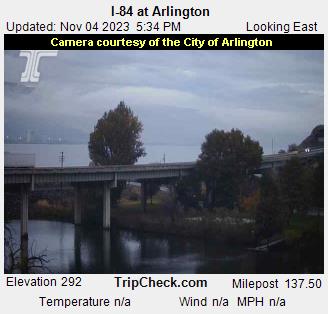 I-84 at Arlington
Updated: Nov 04 2023 5:34 PM Looking East
Camera courtesy of the City of Arlington
Elevation 292 TripCheck.com Milepost 137.50
Temperature n/a Wind n/a MPH n/a